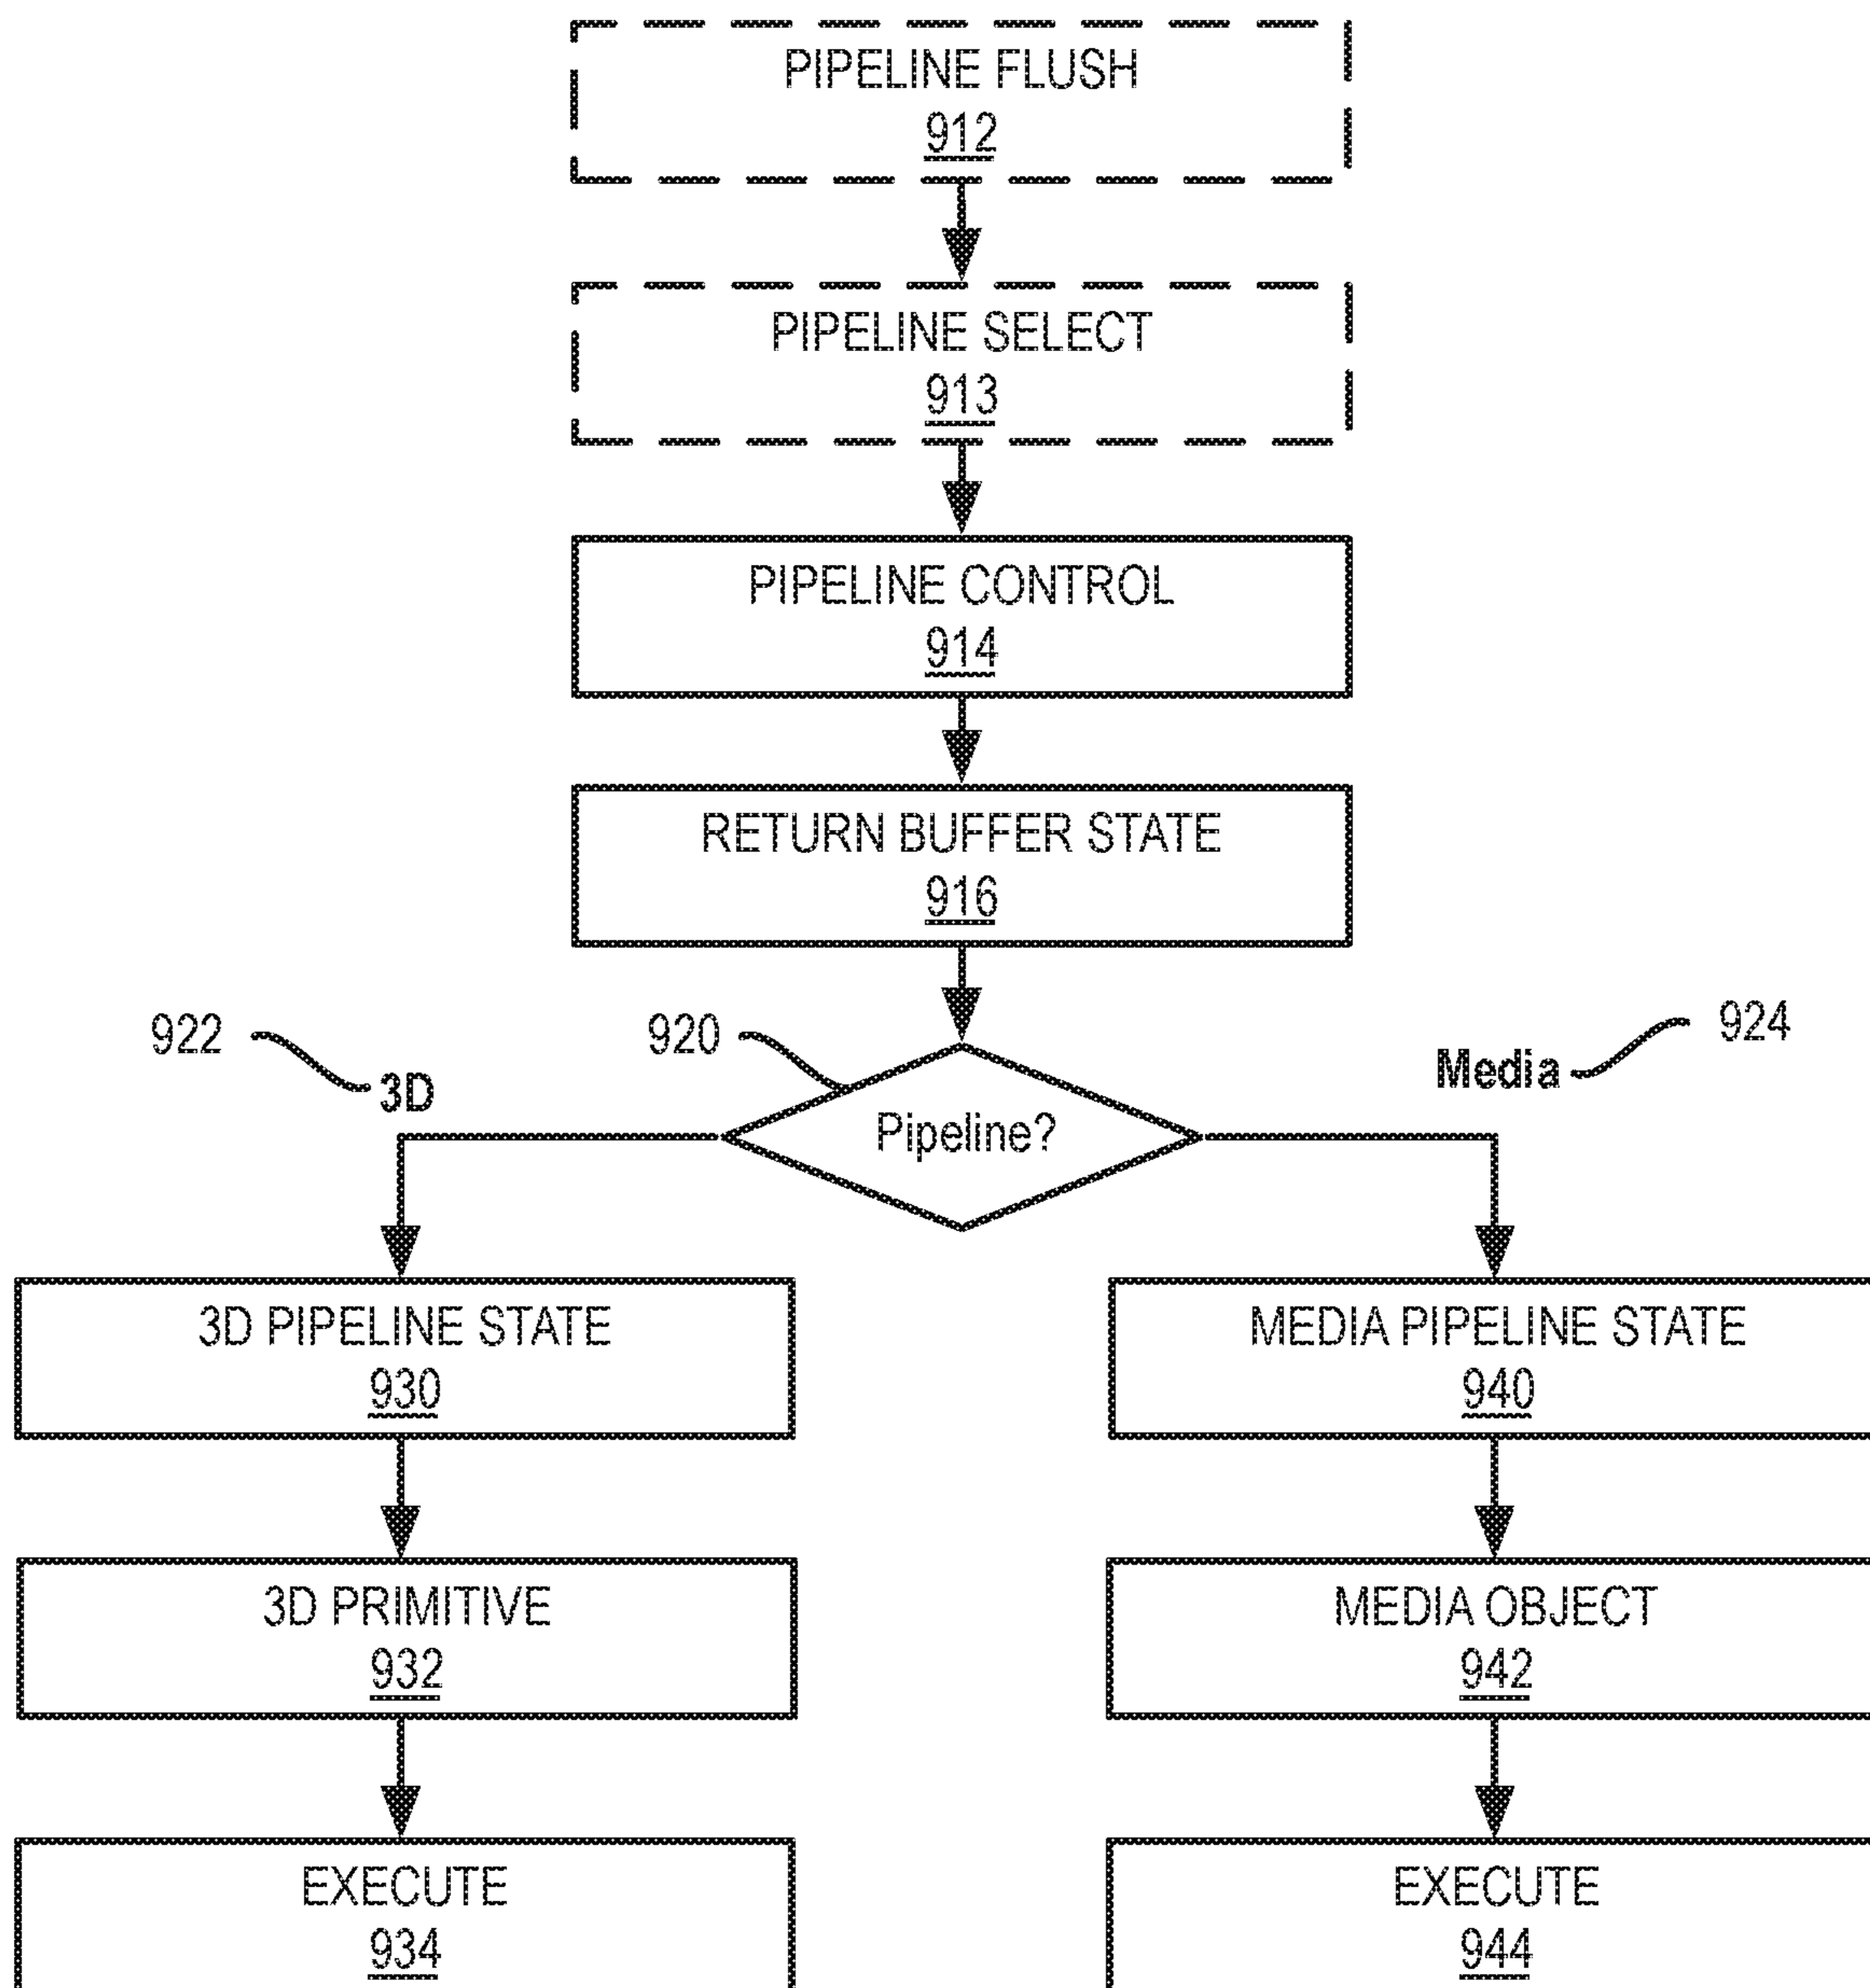 PIPELINE FLUSH
912
PIPELINE SELECT
913
PIPELINE CONTROL
914
RETURN BUFFER STATE
916
922
920
924
3D
Media
Pipeline?
3D PIPELINE STATE
930
MEDIA PIPELINE STATE
940
3D PRIMITIVE
932
MEDIA OBJECT
942
EXECUTE
934
EXECUTE
944